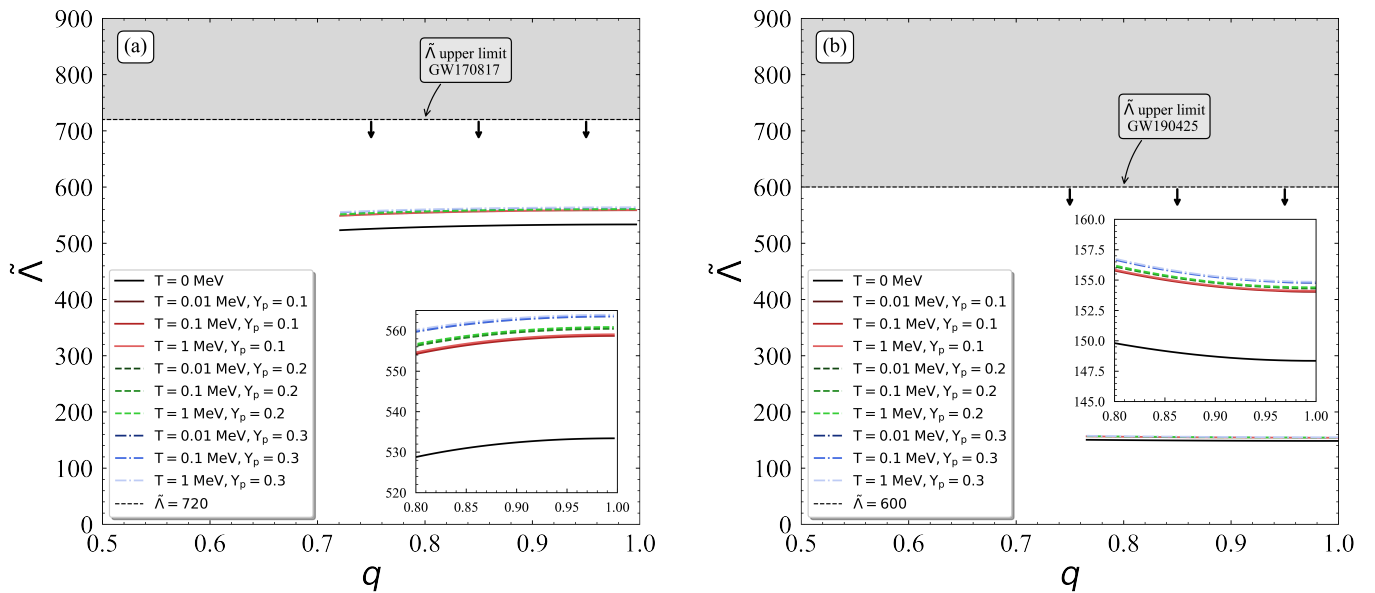 (a)
Λ̃ upper limit
GW170817
900
800
700
600
500
400
300
200
100
0
Λ̃
T = 0 MeV
T = 0.01 MeV, Yₚ = 0.1
T = 0.1 MeV, Yₚ = 0.1
T = 1 MeV, Yₚ = 0.1
T = 0.01 MeV, Yₚ = 0.2
T = 0.1 MeV, Yₚ = 0.2
T = 1 MeV, Yₚ = 0.2
T = 0.01 MeV, Yₚ = 0.3
T = 0.1 MeV, Yₚ = 0.3
T = 1 MeV, Yₚ = 0.3
Λ̃ = 720
560
550
540
530
520
0.80 0.85 0.90 0.95 1.00
0.5 0.6 0.7 0.8 0.9 1.0
q
(b)
Λ̃ upper limit
GW190425
900
800
700
600
500
400
300
200
100
0
Λ̃
T = 0 MeV
T = 0.01 MeV, Yₚ = 0.1
T = 0.1 MeV, Yₚ = 0.1
T = 1 MeV, Yₚ = 0.1
T = 0.01 MeV, Yₚ = 0.2
T = 0.1 MeV, Yₚ = 0.2
T = 1 MeV, Yₚ = 0.2
T = 0.01 MeV, Yₚ = 0.3
T = 0.1 MeV, Yₚ = 0.3
T = 1 MeV, Yₚ = 0.3
Λ̃ = 600
160.0
157.5
155.0
152.5
150.0
147.5
145.0
0.80 0.85 0.90 0.95 1.00
0.5 0.6 0.7 0.8 0.9 1.0
q